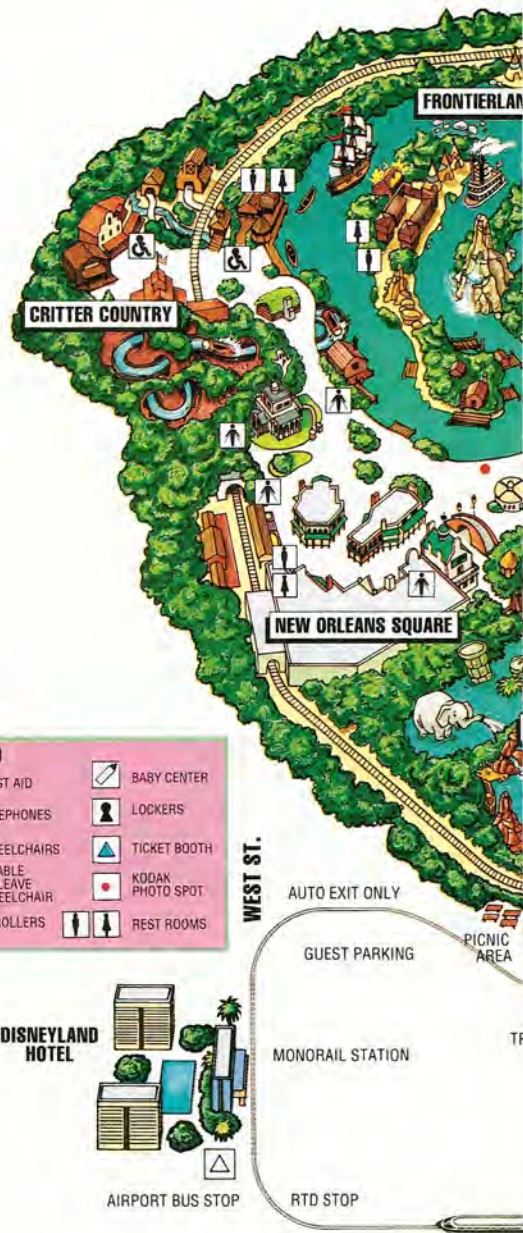 FRONTIERLAN
CRITTER COUNTRY
NEW ORLEANS SQUARE
ST AID
EPHONES
EELCHAIRS
ABLE
LEAVE
EELCHAIR
ROLLERS
BABY CENTER
LOCKERS
TICKET BOOTH
KODAK
PHOTO SPOT
REST ROOMS
WEST ST.
AUTO EXIT ONLY
GUEST PARKING
PICNIC
AREA
DISNEYLAND
HOTEL
MONORAIL STATION
TR
AIRPORT BUS STOP
RTD STOP